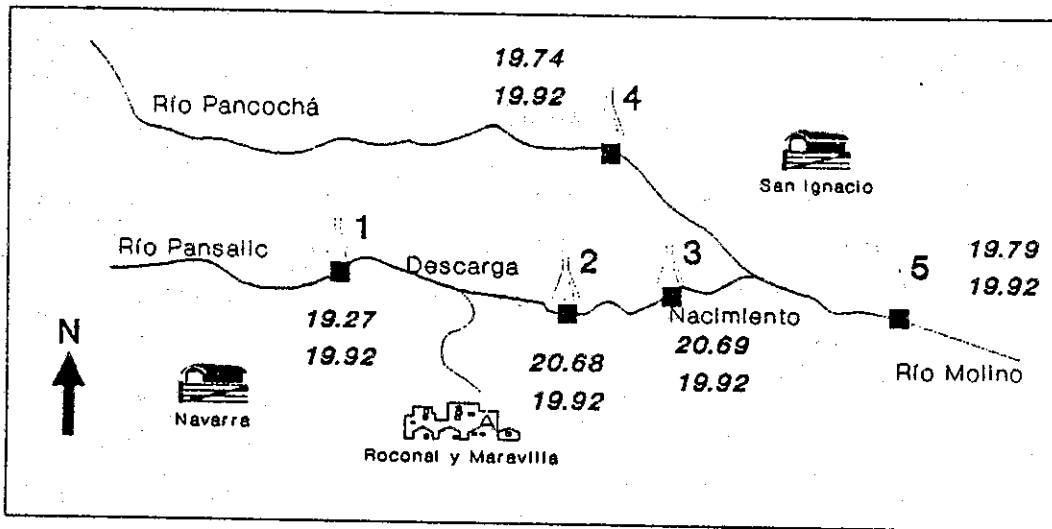 19.74
19.92
4
Río Pancochá
San Ignacio
Río Pansalic
1
Descarga
2
3
5
19.79
19.92
19.27
19.92
Nacimiento
20.68
19.92
20.69
19.92
Río Molino
N
Navarra
Roconal y Maravilla